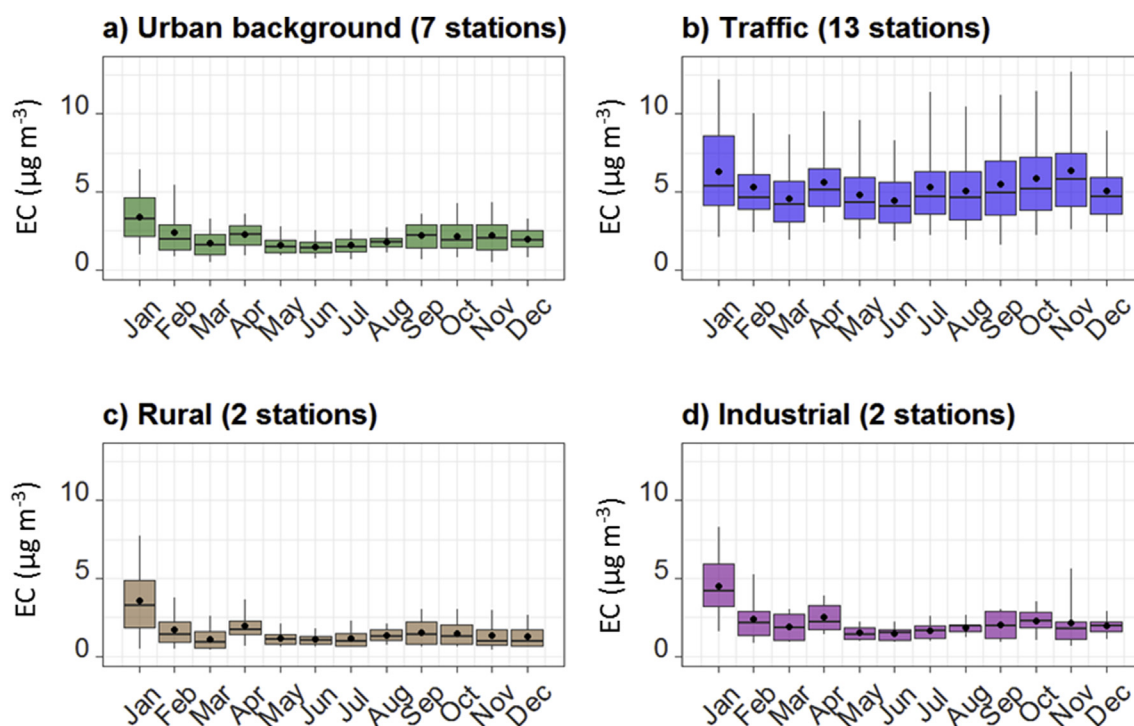 a) Urban background (7 stations)
EC (µg m⁻³)
10
5
0
Jan Feb Mar Apr May Jun Jul Aug Sep Oct Nov Dec
b) Traffic (13 stations)
EC (µg m⁻³)
10
5
0
Jan Feb Mar Apr May Jun Jul Aug Sep Oct Nov Dec
c) Rural (2 stations)
EC (µg m⁻³)
10
5
0
Jan Feb Mar Apr May Jun Jul Aug Sep Oct Nov Dec
d) Industrial (2 stations)
EC (µg m⁻³)
10
5
0
Jan Feb Mar Apr May Jun Jul Aug Sep Oct Nov Dec